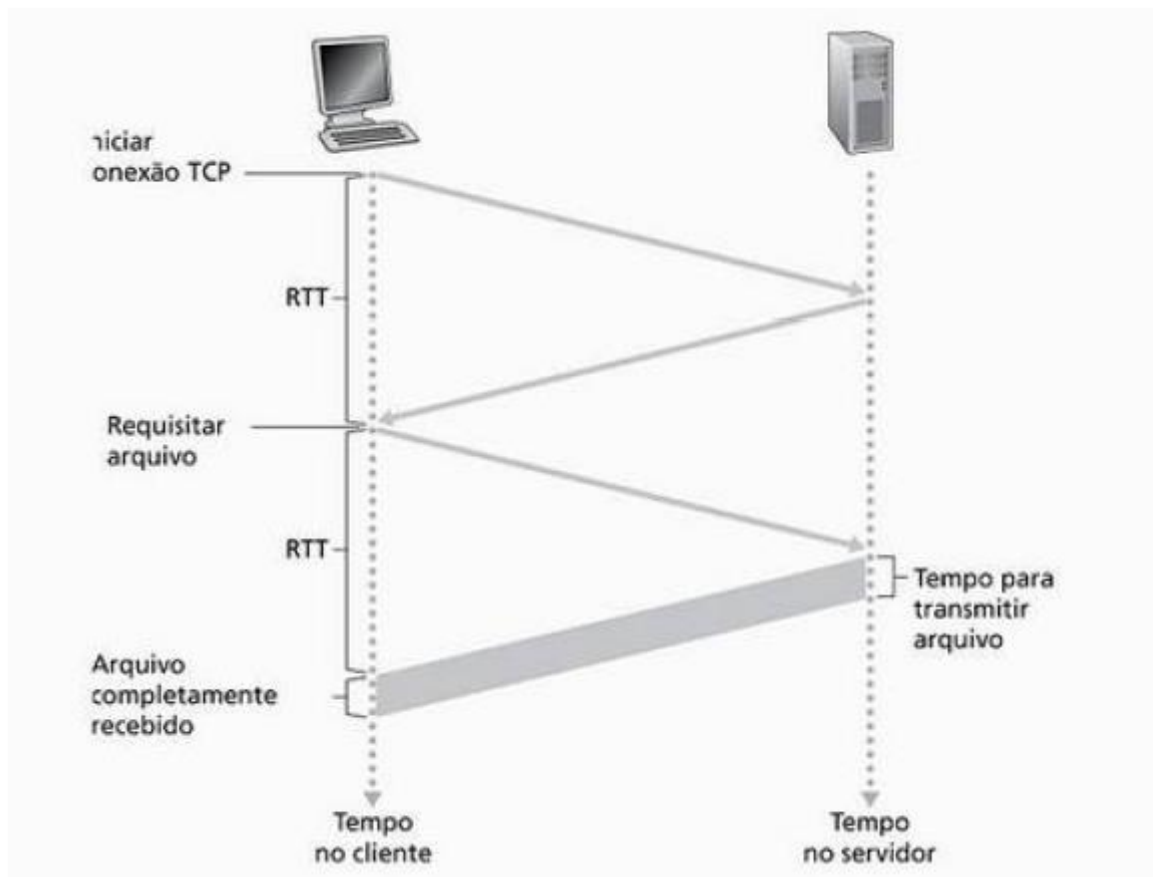 niciar
onexão TCP
RTT
Requisitar
arquivo
RTT
Tempo para
transmitir
arquivo
Arquivo
completamente
recebido
Tempo
no cliente
Tempo
no servidor